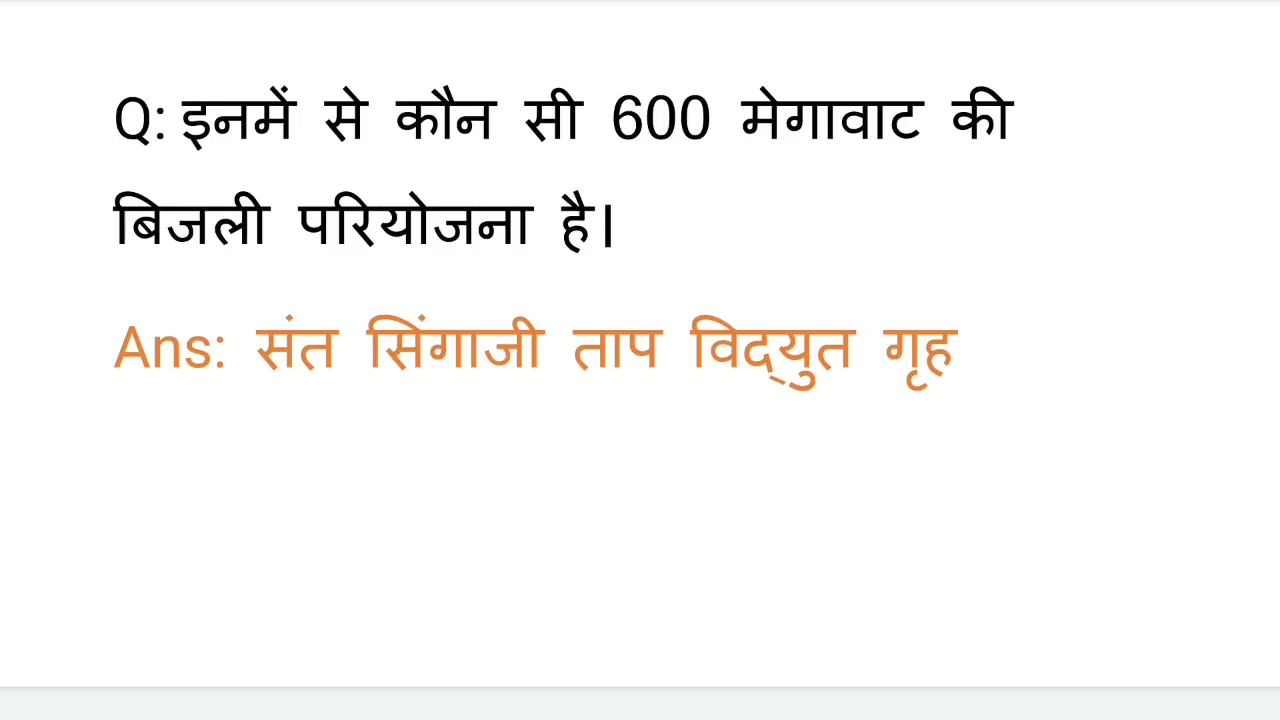 Q: इनमें से कौन सी 600 मेगावाट की
बिजली परियोजना है।
Ans: संत सिंगाजी ताप विद्‌युत गृह